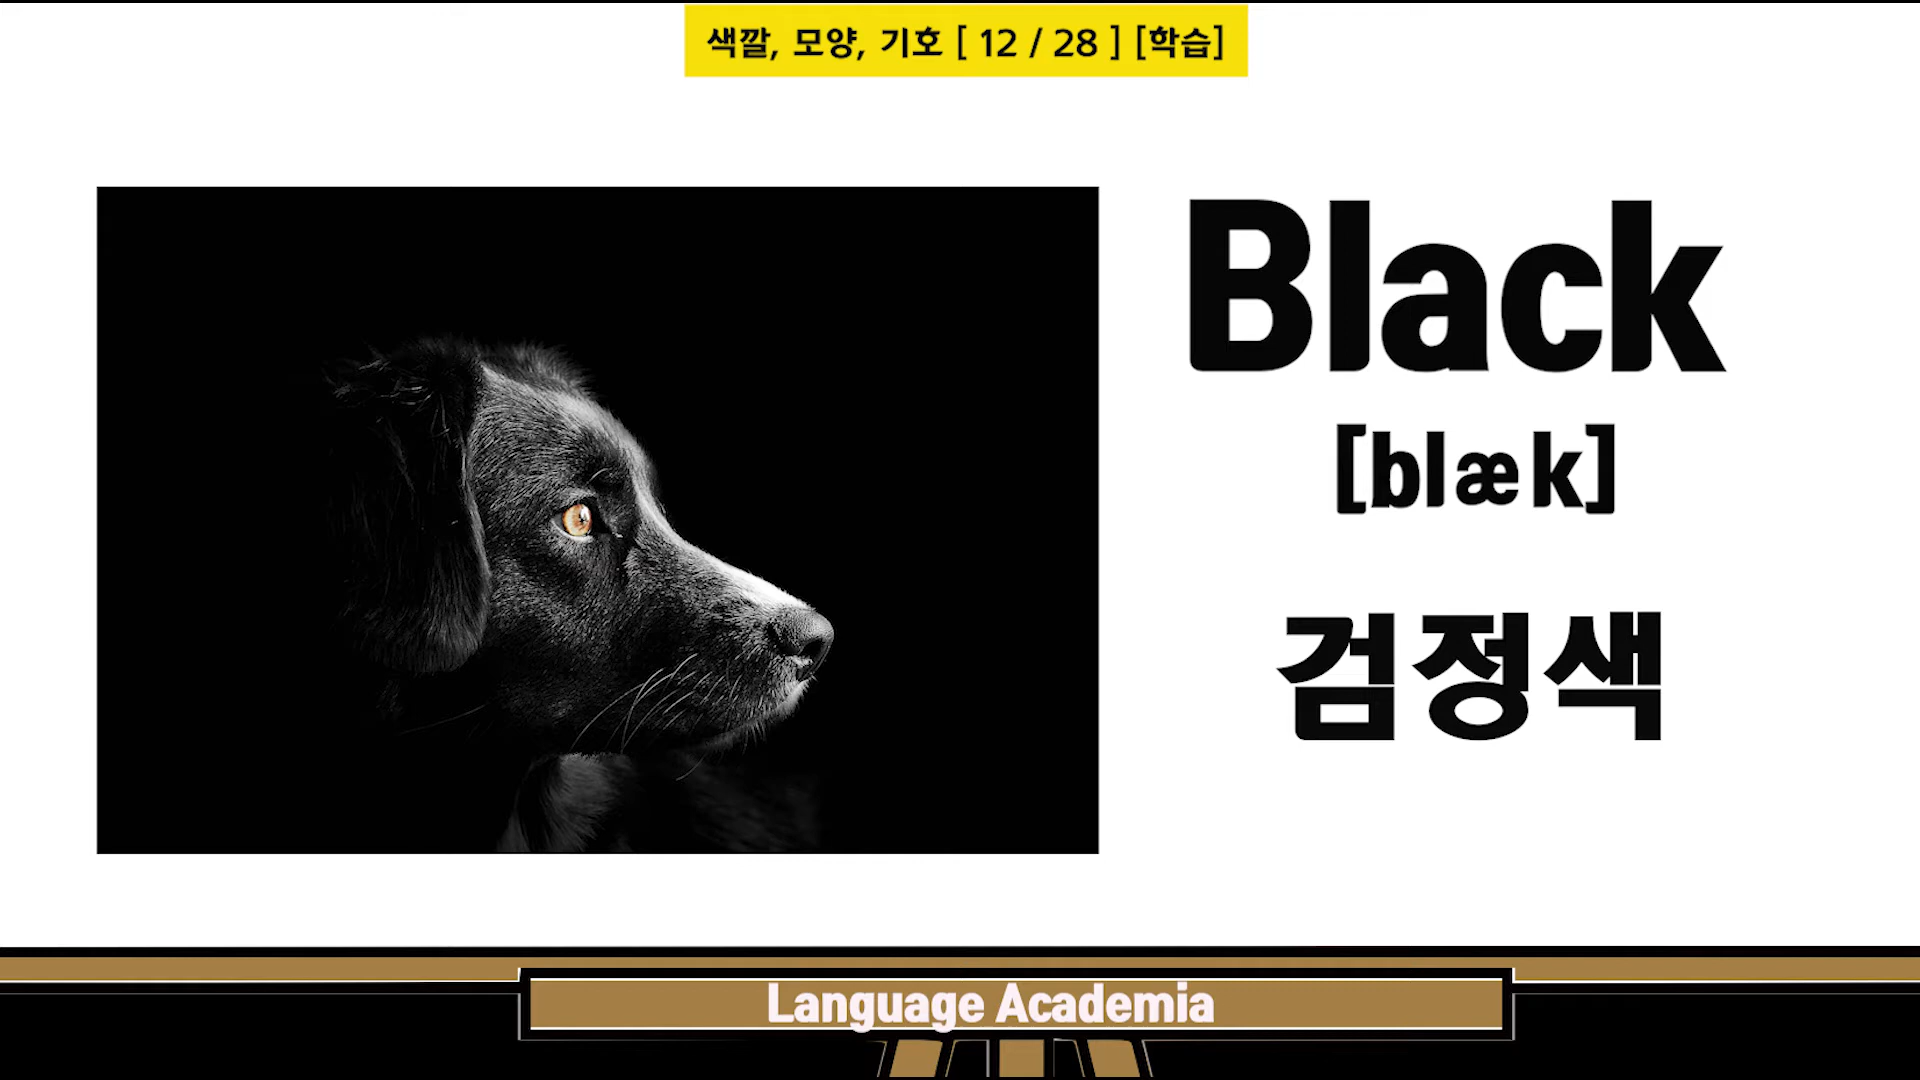 색깔, 모양, 기호 [ 12 / 28 ] [학습]
Black
[blæk]
검정색
Language Academia